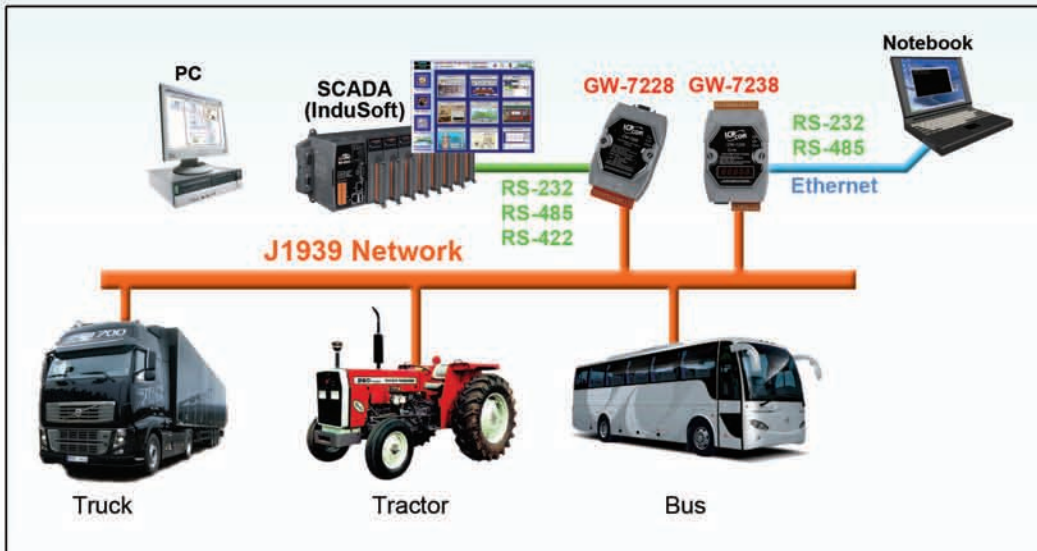 PC
SCADA
(InduSoft)
GW-7228
GW-7238
Notebook
RS-232
RS-485
RS-422
RS-232
RS-485
Ethernet
J1939 Network
700
Truck
Tractor
Bus